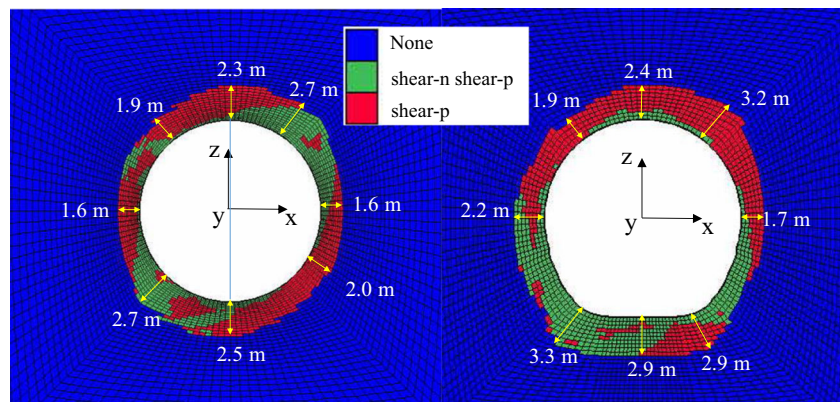 None
shear-n shear-p
shear-p
2.3 m
2.7 m
1.9 m
z
1.6 m
y
x
1.6 m
2.0 m
2.7 m
2.5 m
2.4 m
1.9 m
3.2 m
z
2.2 m
y
x
1.7 m
3.3 m
2.9 m
2.9 m